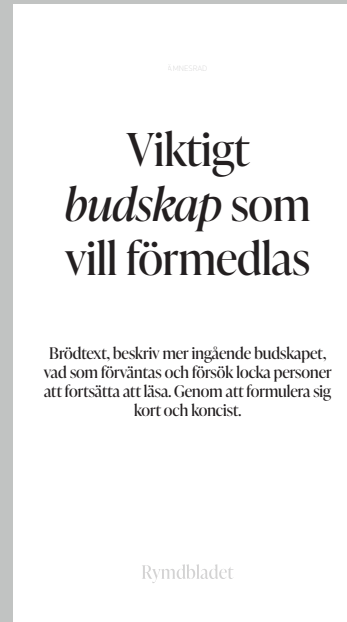 ÄMNESRAD
Viktigt
budskap som
vill förmedlas
Brödtext, beskriv mer ingående budskapet,
vad som förväntas och försök locka personer
att fortsätta att läsa. Genom att formulera sig
kort och koncist.
Rymdbladet